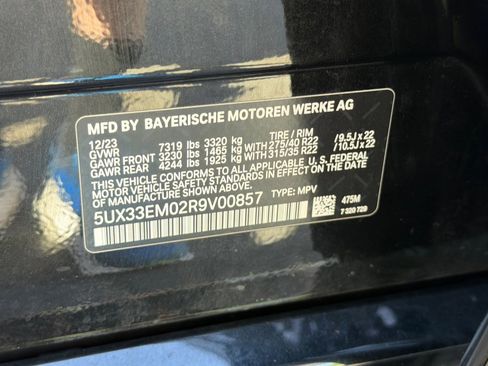 MFD BY BAYERISCHE MOTOREN WERKE AG
12/23
GVWR 7319 lbs 3320 kg TIRE / RIM
GAWR FRONT 3230 lbs 1465 kg WITH 275/40 R22 / 9.5J x 22
GAWR REAR 4244 lbs 1925 kg WITH 315/35 R22 / 10.5J x 22
THIS VEHICLE CONFORMS TO ALL APPLICABLE U.S. FEDERAL
MOTOR VEHICLE SAFETY STANDARDS IN EFFECT ON THE DATE OF
MANUFACTURE SHOWN ABOVE.
5UX33EM02R9V00857 TYPE: MPV
475M
7 320 729